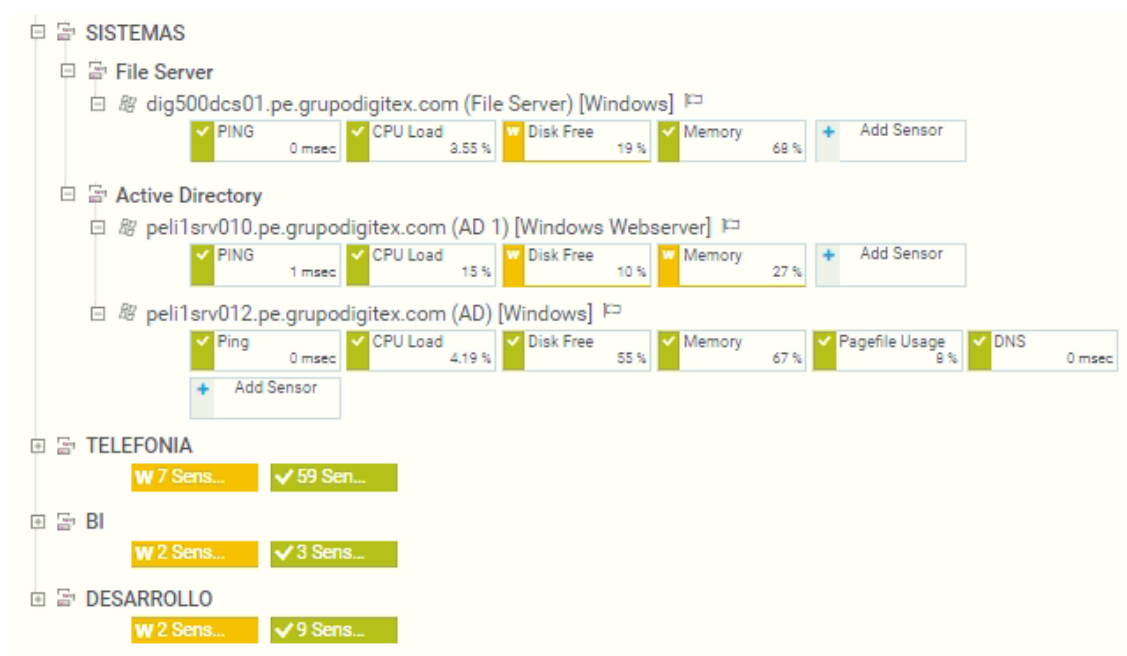 SISTEMAS
File Server
dig500dcs01.pe.grupodigitex.com (File Server) [Windows]
PING CPU Load W Disk Free Memory + Add Sensor
0 msec 3.55 % 19 % 68 %
Active Directory
peli1srv010.pe.grupodigitex.com (AD 1) [Windows Webserver]
PING CPU Load W Disk Free W Memory + Add Sensor
1 msec 15 % 10 % 27 %
peli1srv012.pe.grupodigitex.com (AD) [Windows]
Ping CPU Load Disk Free Memory Pagefile Usage DNS
0 msec 4.19 % 55 % 67 % 8 % 0 msec
+ Add Sensor
TELEFONIA
W 7 Sens... 59 Sen...
BI
W 2 Sens... 3 Sens...
DESARROLLO
W 2 Sens... 9 Sens...